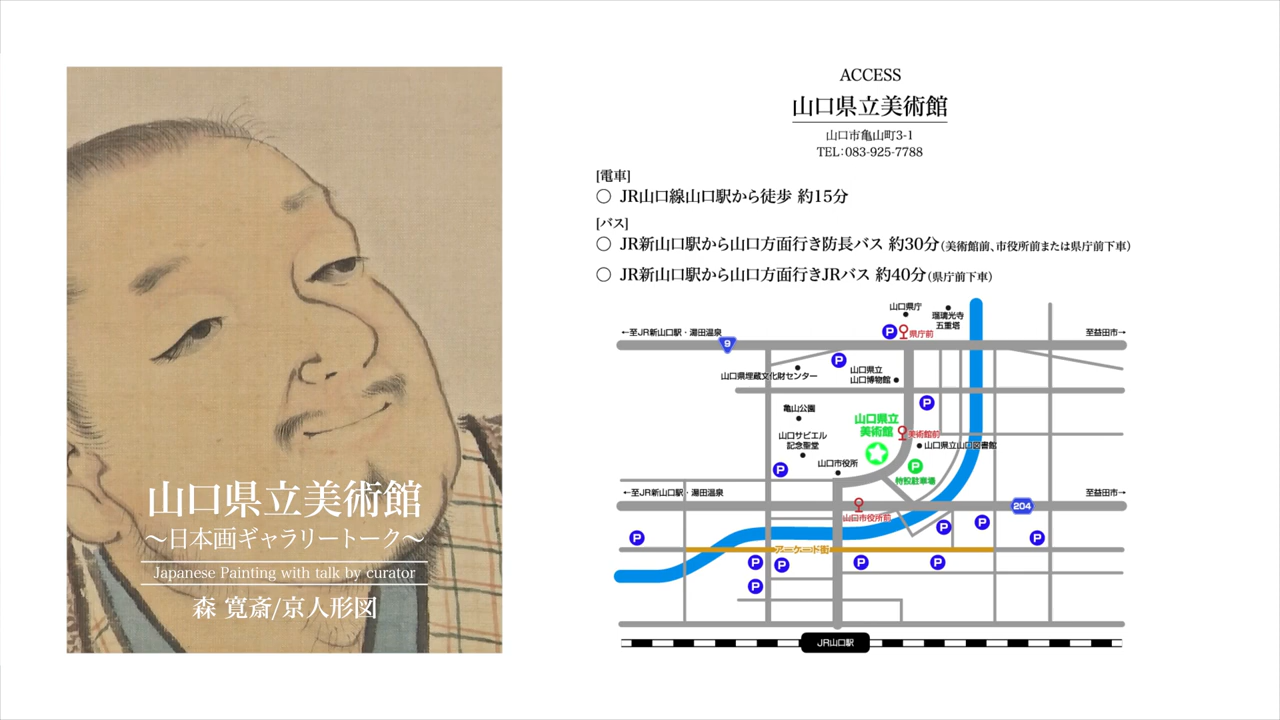 山口県立美術館
〜日本画ギャラリートーク〜
Japanese Painting with talk by curator
森 寛斎/京人形図
ACCESS
山口県立美術館
山口市亀山町3-1
TEL:083-925-7788
[電車]
○ JR山口線山口駅から徒歩 約15分
[バス]
○ JR新山口駅から山口方面行き防長バス 約30分(美術館前、市役所前または県庁前下車)
○ JR新山口駅から山口方面行きJRバス 約40分(県庁前下車)
山口県庁
瑠璃光寺
五重塔
←至JR新山口駅・湯田温泉
9
P
県庁前
至益田市→
P
山口県埋蔵文化財センター
山口県立
山口博物館
P
亀山公園
山口県立
美術館
美術館前
山口サビエル
記念聖堂
山口県立山口図書館
P
山口市役所
P
特設駐車場
←至JR新山口駅・湯田温泉
至益田市→
204
山口市役所前
P
P
P
P
アーケード街
P
P
P
P
P
JR山口駅